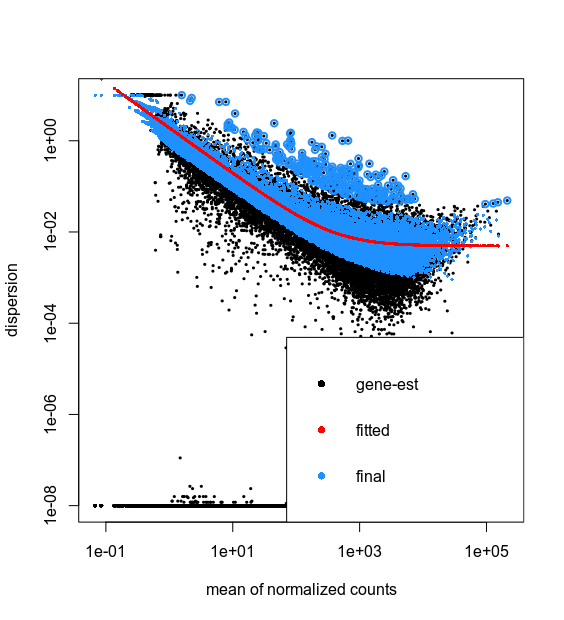 dispersion
1e+00
1e-02
1e-04
1e-06
1e-08
gene-est
fitted
final
1e-01
1e+01
1e+03
1e+05
mean of normalized counts